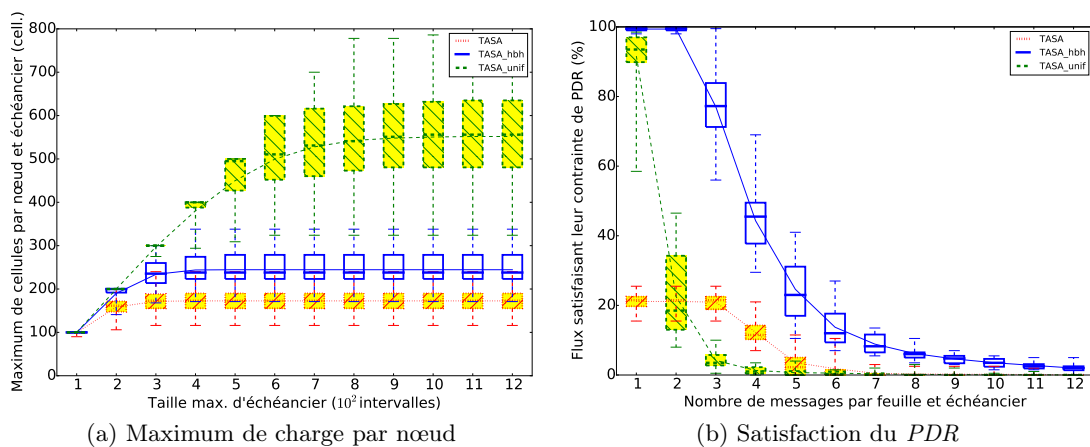 Maximum de cellules par nœud et échéancier (cell.)
800
700
600
500
400
300
200
100
0
1 2 3 4 5 6 7 8 9 10 11 12
Taille max. d'échéancier (10² intervalles)
TASA
TASA_hbh
TASA_unif
(a) Maximum de charge par nœud
Flux satisfaisant leur contrainte de PDR (%)
100
80
60
40
20
0
1 2 3 4 5 6 7 8 9 10 11 12
Nombre de messages par feuille et échéancier
TASA
TASA_hbh
TASA_unif
(b) Satisfaction du PDR